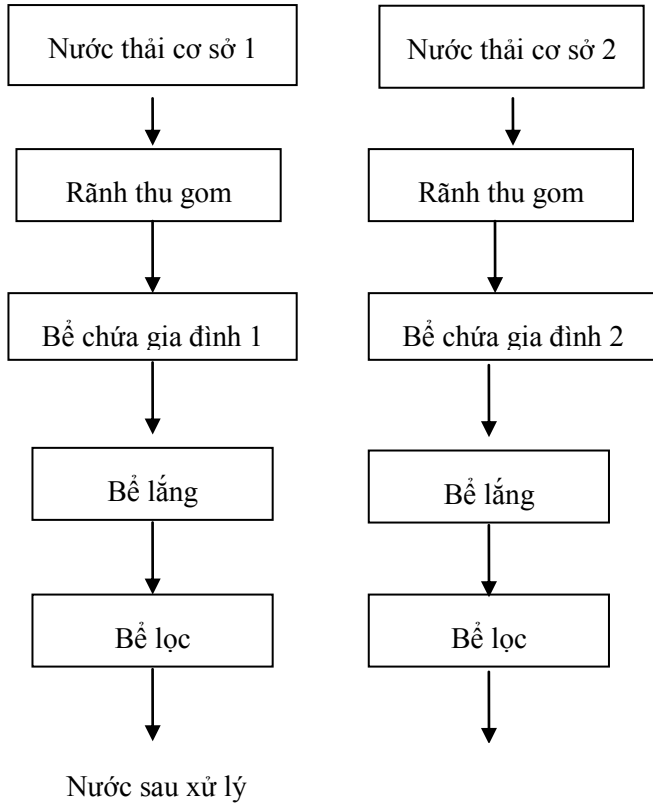 Nước thải cơ sở 1
Nước thải cơ sở 2
Rãnh thu gom
Rãnh thu gom
Bể chứa gia đình 1
Bể chứa gia đình 2
Bể lắng
Bể lắng
Bể lọc
Bể lọc
Nước sau xử lý